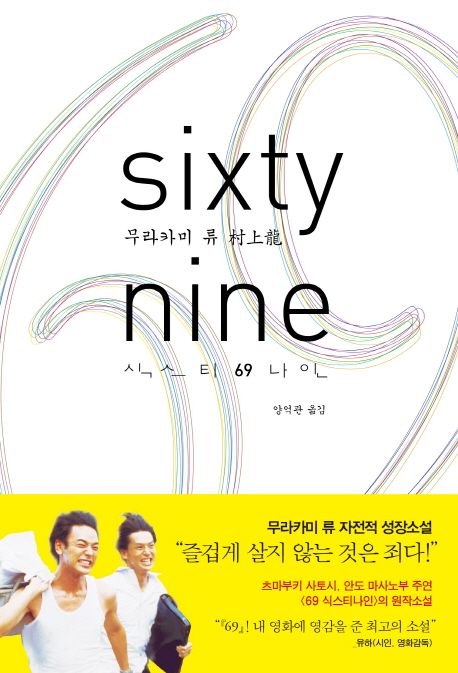 sixty
무라카미 류 村上龍
nine
식스티 69 나인
양억관 옮김
무라카미 류 자전적 성장소설
“즐겁게 살지 않는 것은 죄다!”
츠마부키 사토시, 안도 마사노부 주연
〈69 식스티나인〉의 원작소설
“『69』! 내 영화에 영감을 준 최고의 소설”
_유하(시인, 영화감독)